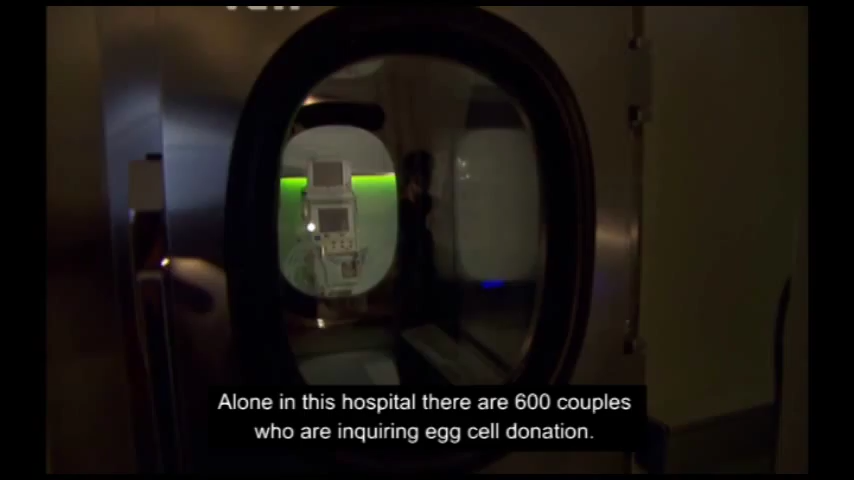 Alone in this hospital there are 600 couples
who are inquiring egg cell donation.